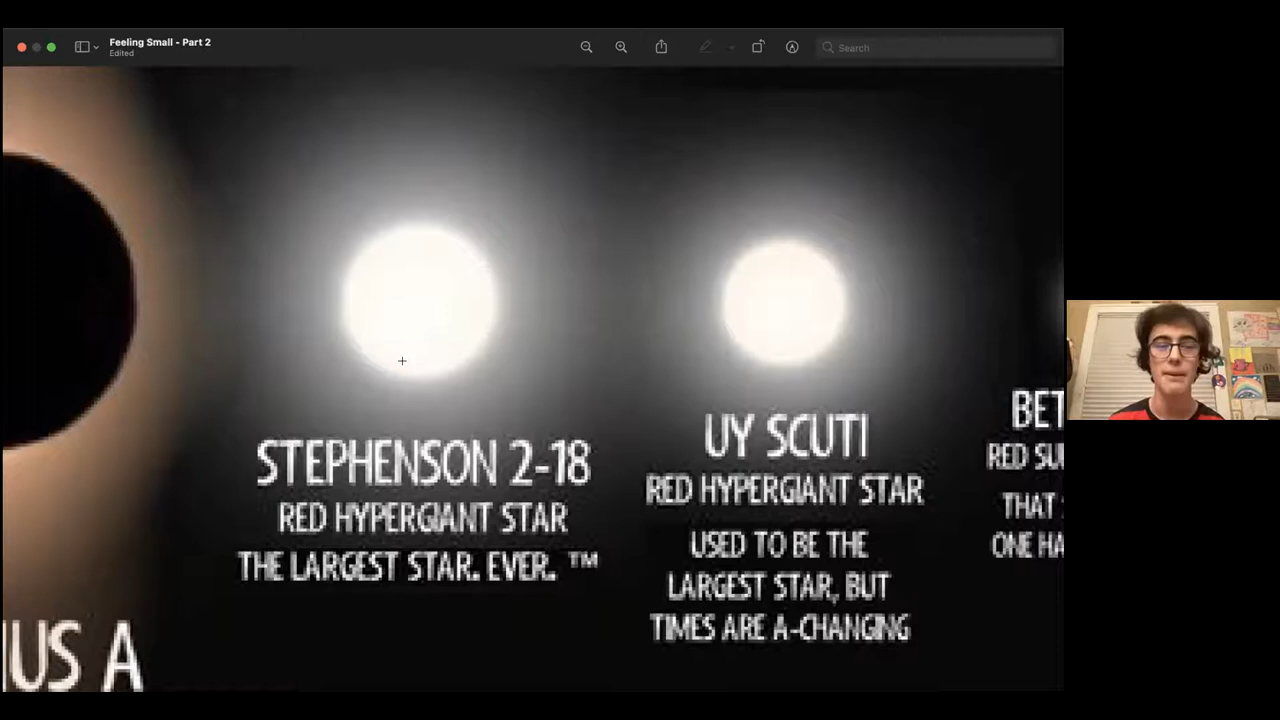 Feeling Small - Part 2
Edited
Search
STEPHENSON 2-18
RED HYPERGIANT STAR
THE LARGEST STAR. EVER. ™
UY SCUTI
RED HYPERGIANT STAR
USED TO BE THE
LARGEST STAR, BUT
TIMES ARE A-CHANGING
BET
RED SU
THAT
ONE HA
US A